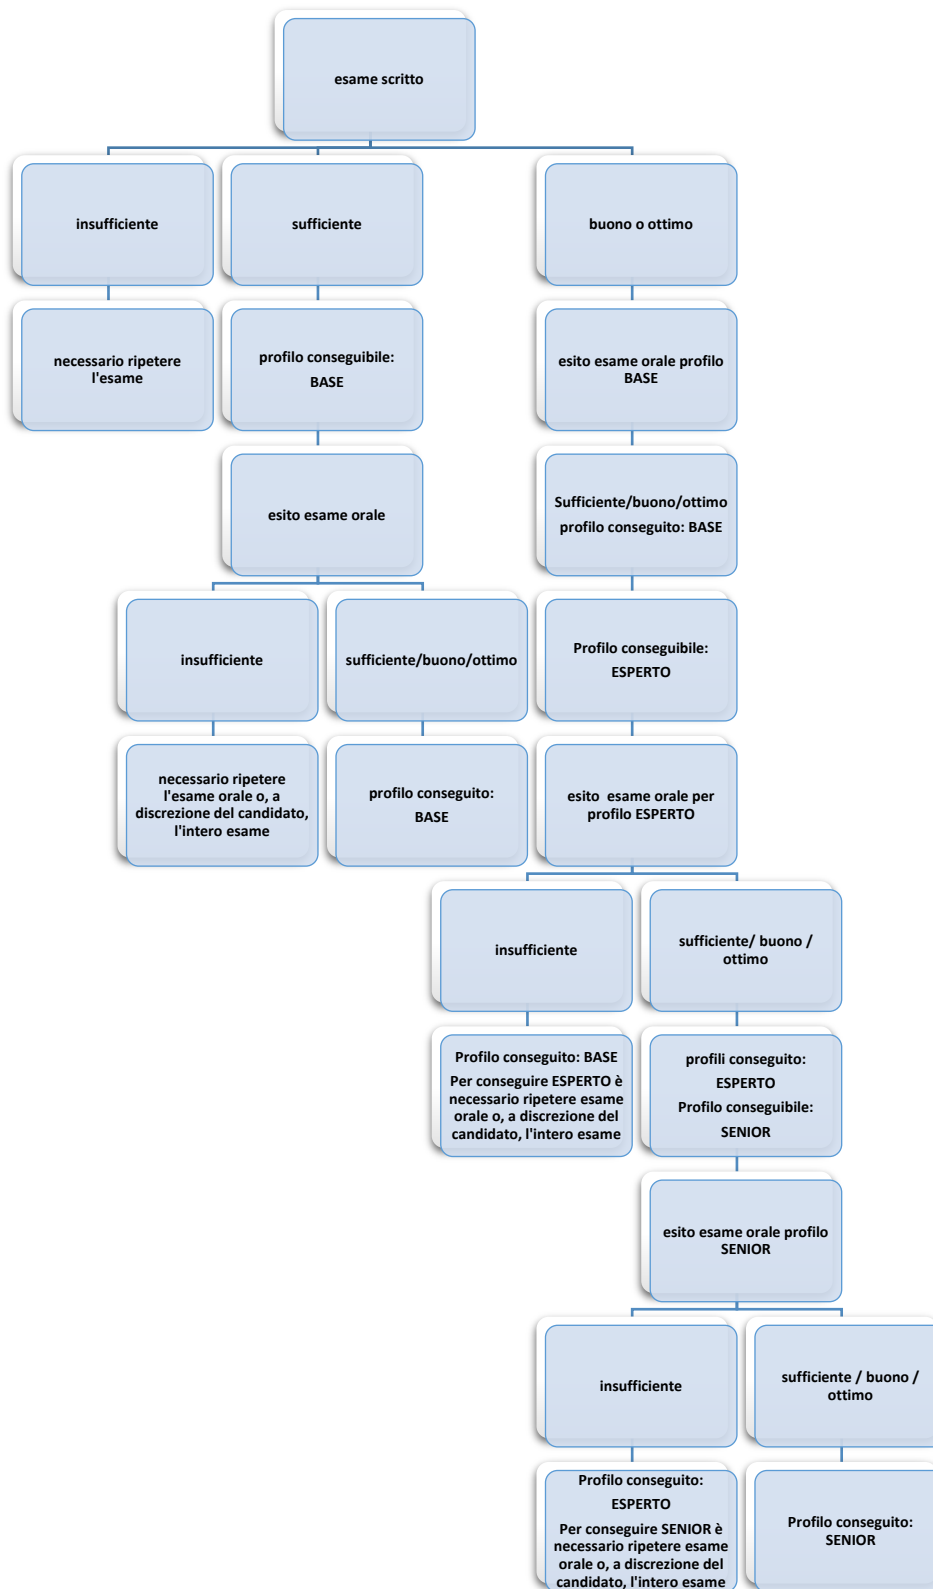 esame scritto
insufficiente
sufficiente
buono o ottimo
necessario ripetere
l'esame
profilo conseguibile:
BASE
esito esame orale profilo
BASE
esito esame orale
Sufficiente/buono/ottimo
profilo conseguito: BASE
insufficiente
sufficiente/buono/ottimo
Profilo conseguibile:
ESPERTO
necessario ripetere
l'esame orale o, a
discrezione del candidato,
l'intero esame
profilo conseguito:
BASE
esito esame orale per
profilo ESPERTO
insufficiente
sufficiente/ buono /
ottimo
Profilo conseguito: BASE
Per conseguire ESPERTO è
necessario ripetere esame
orale o, a discrezione del
candidato, l'intero esame
profili conseguito:
ESPERTO
Profilo conseguibile:
SENIOR
esito esame orale profilo
SENIOR
insufficiente
sufficiente / buono /
ottimo
Profilo conseguito:
ESPERTO
Per conseguire SENIOR è
necessario ripetere esame
orale o, a discrezione del
candidato, l'intero esame
Profilo conseguito:
SENIOR